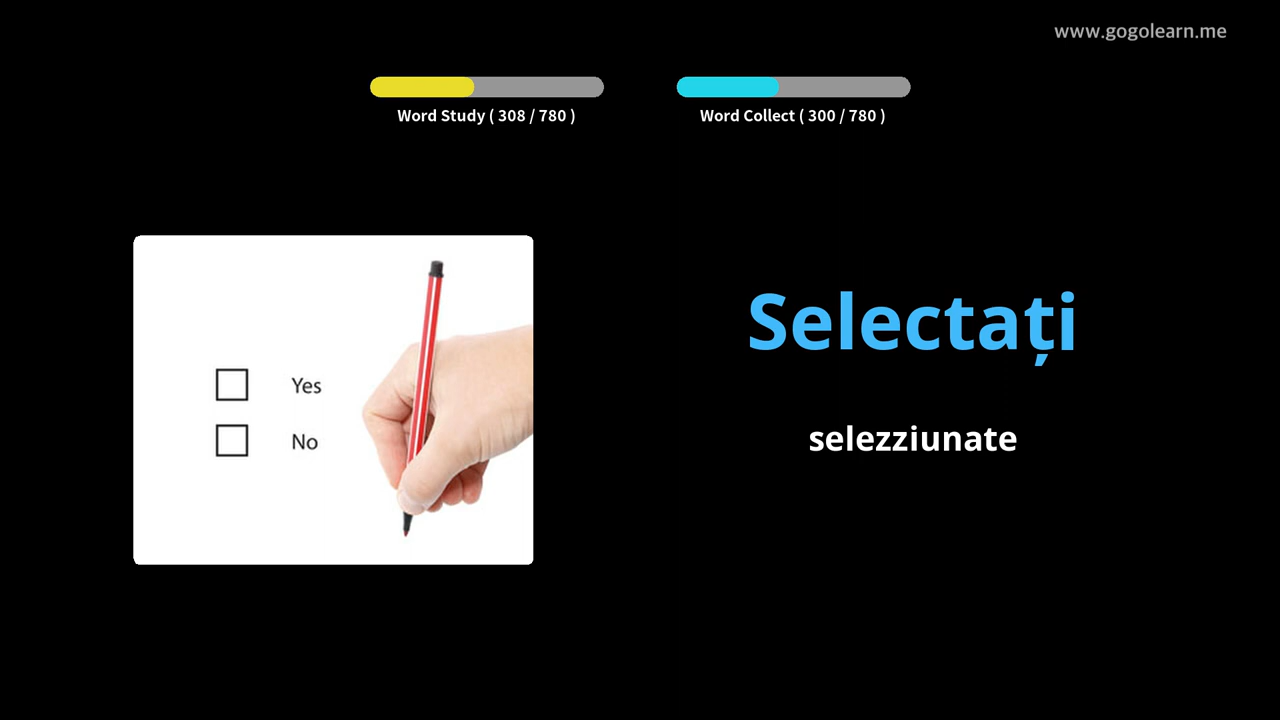 www.gogolearn.me
Word Study ( 308 / 780 )
Word Collect ( 300 / 780 )
Yes
No
Selectați
selezziunate